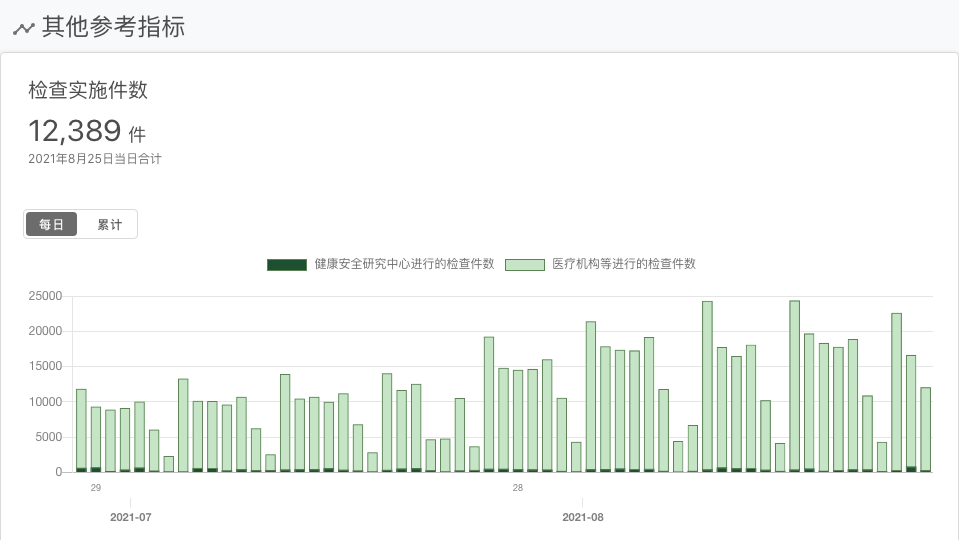 其他参考指标
检查实施件数
12,389 件
2021年8月25日当日合计
每日 累计
健康安全研究中心进行的检查件数 医疗机构等进行的检查件数
25000
20000
15000
10000
5000
0
29 28
2021-07 2021-08